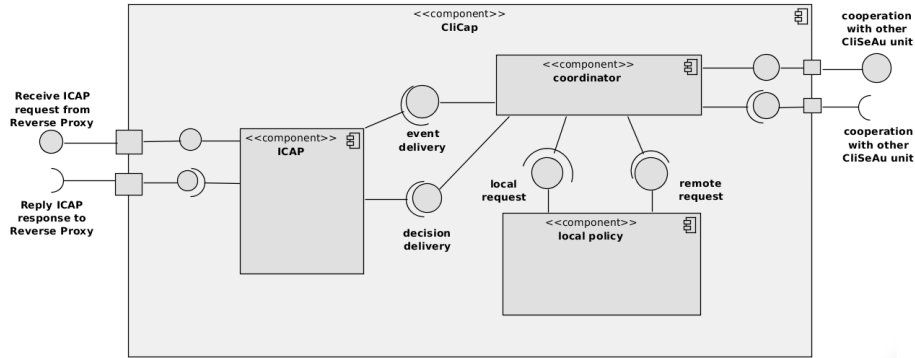 <<component>>
CliCap
cooperation
with other
CliSeAu unit
<<component>>
coordinator
Receive ICAP
request from
Reverse Proxy
<<component>>
ICAP
event
delivery
cooperation
with other
CliSeAu unit
local
request
remote
request
Reply ICAP
response to
Reverse Proxy
decision
delivery
<<component>>
local policy